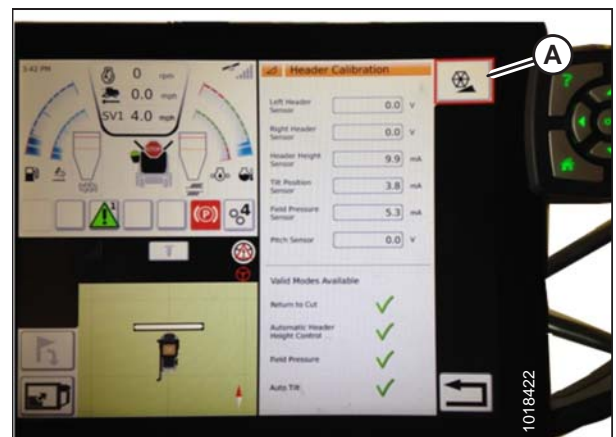 3:42 PM
0 rpm
0.0 mph
SV1 4.0 mph
STOP
1
P
4
Header Calibration
Left Header
Sensor 0.0 V
Right Header
Sensor 0.0 V
Header Height
Sensor 9.9 mA
Tilt Position
Sensor 3.8 mA
Field Pressure
Sensor 5.3 mA
Pitch Sensor 0.0 V
Valid Modes Available
Return to Cut
Automatic Header
Height Control
Field Pressure
Auto Tilt
A
?
1018422